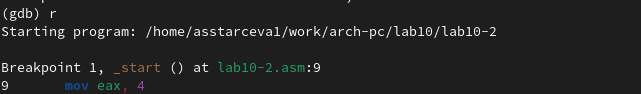 (gdb) r
Starting program: /home/asstarceva1/work/arch-pc/lab10/lab10-2
Breakpoint 1, _start () at lab10-2.asm:9
9 mov eax, 4